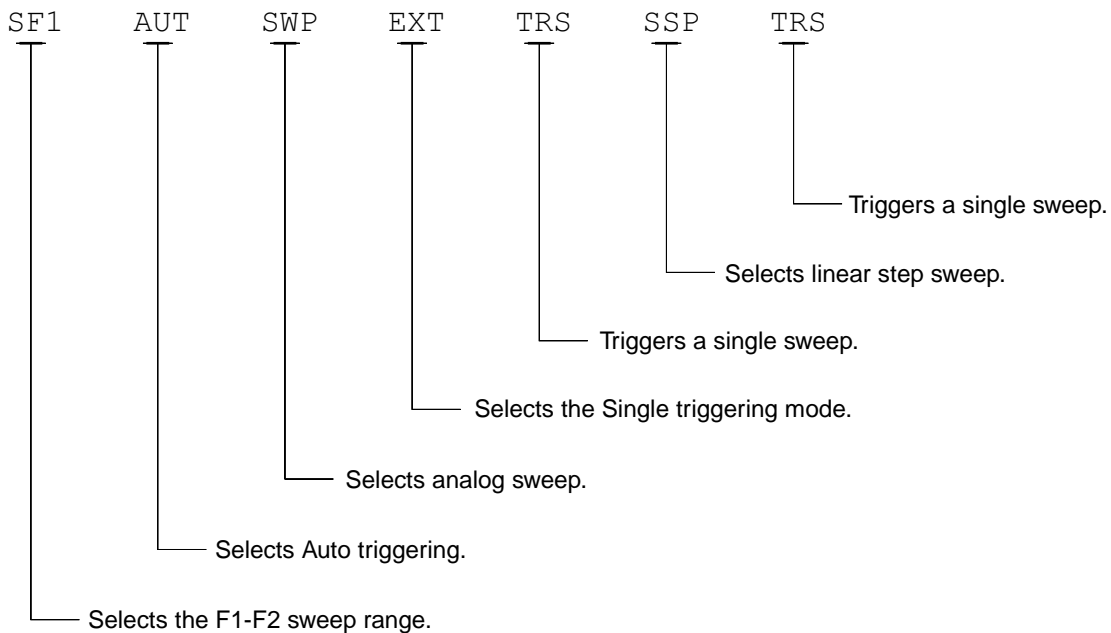 SF1 AUT SWP EXT TRS SSP TRS
Triggers a single sweep.
Selects linear step sweep.
Triggers a single sweep.
Selects the Single triggering mode.
Selects analog sweep.
Selects Auto triggering.
Selects the F1-F2 sweep range.